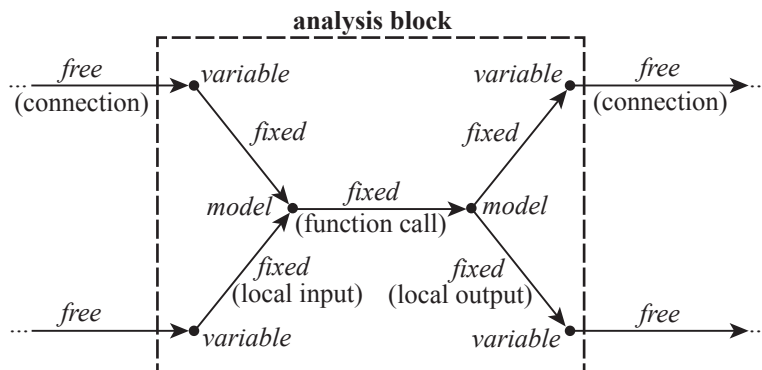 analysis block
... free variable variable free ...
(connection) (connection)
fixed fixed
model fixed model
(function call)
fixed fixed
(local input) (local output)
... free variable variable free ...